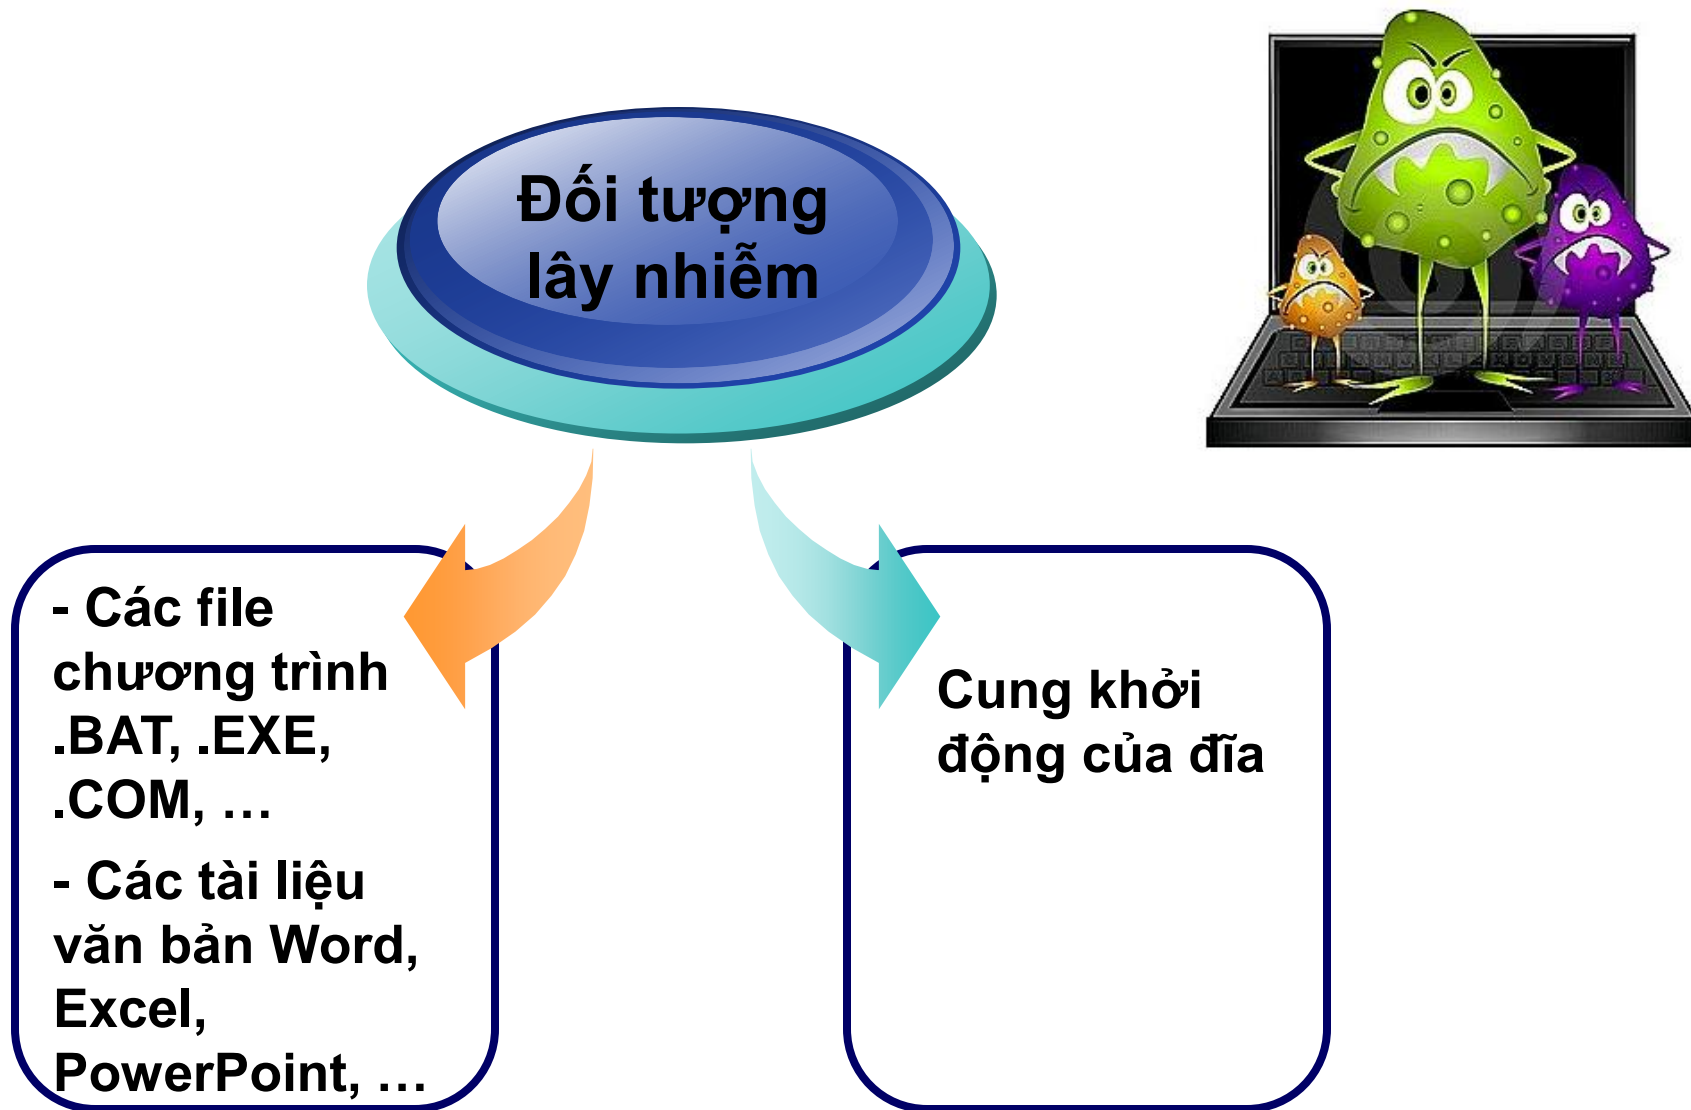 Đối tượng
lây nhiễm
- Các file
chương trình
.BAT, .EXE,
.COM, …
- Các tài liệu
văn bản Word,
Excel,
PowerPoint, …
Cung khởi
động của đĩa